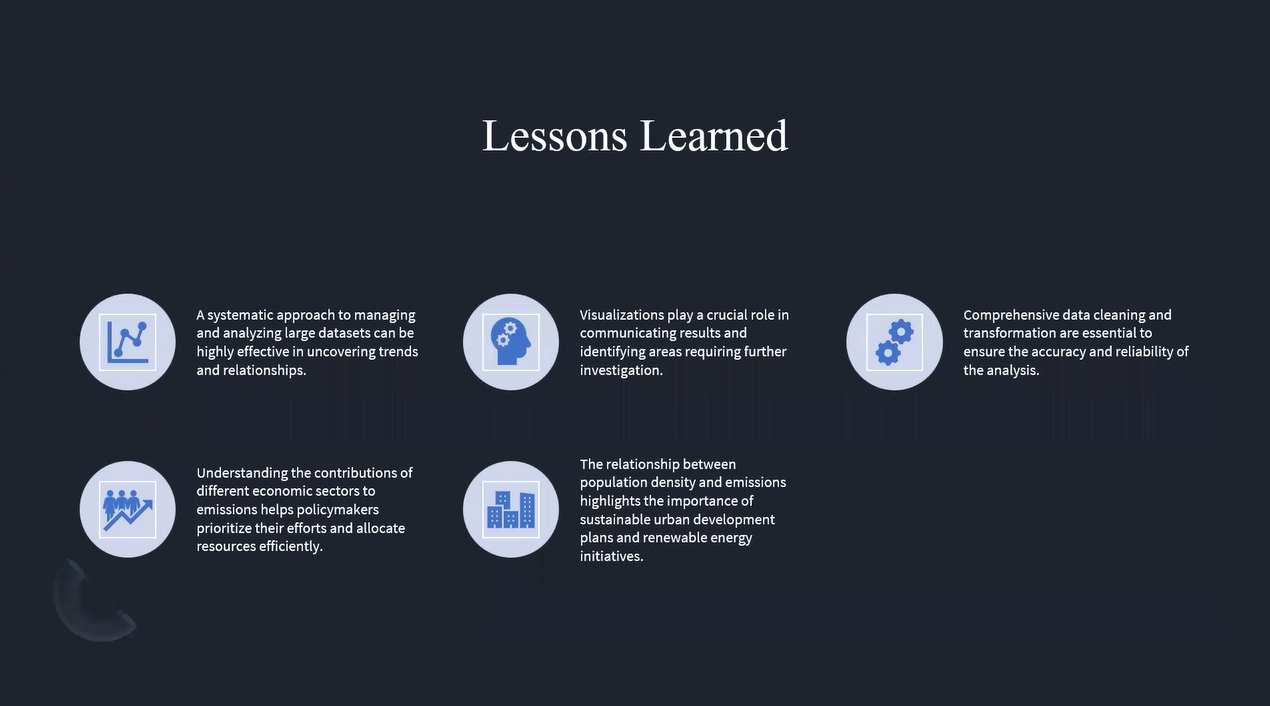 Lessons Learned
A systematic approach to managing
and analyzing large datasets can be
highly effective in uncovering trends
and relationships.
Visualizations play a crucial role in
communicating results and
identifying areas requiring further
investigation.
Comprehensive data cleaning and
transformation are essential to
ensure the accuracy and reliability of
the analysis.
Understanding the contributions of
different economic sectors to
emissions helps policymakers
prioritize their efforts and allocate
resources efficiently.
The relationship between
population density and emissions
highlights the importance of
sustainable urban development
plans and renewable energy
initiatives.